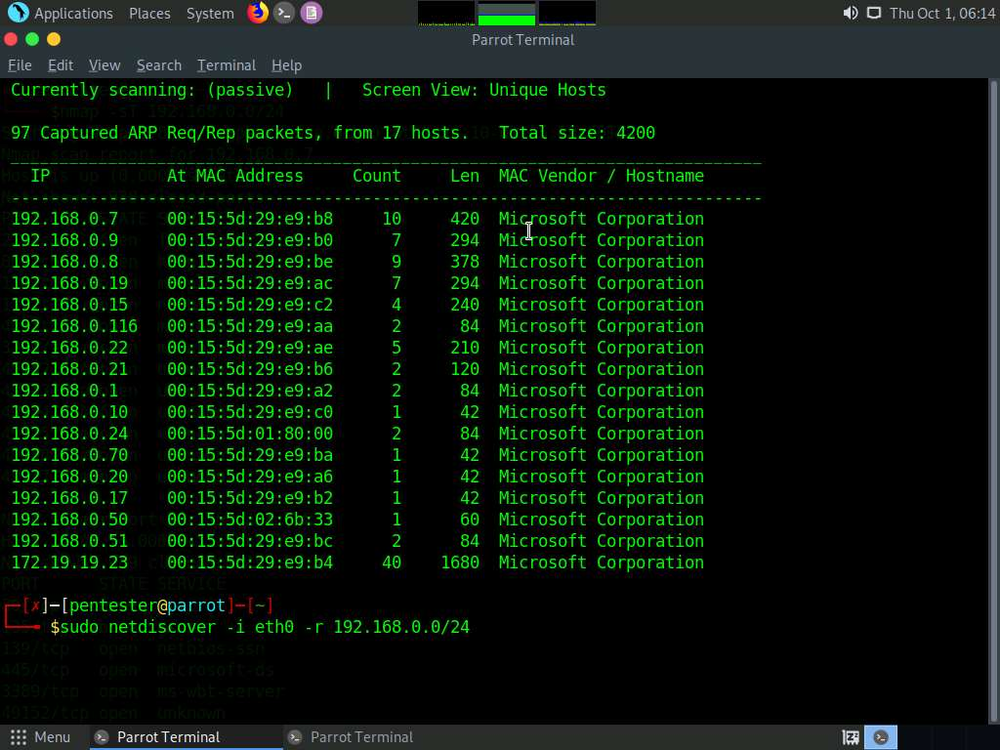 Applications Places System Thu Oct 1, 06:14
Parrot Terminal
File Edit View Search Terminal Help
Currently scanning: (passive) | Screen View: Unique Hosts
97 Captured ARP Req/Rep packets, from 17 hosts. Total size: 4200
IP At MAC Address Count Len MAC Vendor / Hostname
192.168.0.7 00:15:5d:29:e9:b8 10 420 Microsoft Corporation
192.168.0.9 00:15:5d:29:e9:b0 7 294 Microsoft Corporation
192.168.0.8 00:15:5d:29:e9:be 9 378 Microsoft Corporation
192.168.0.19 00:15:5d:29:e9:ac 7 294 Microsoft Corporation
192.168.0.15 00:15:5d:29:e9:c2 4 240 Microsoft Corporation
192.168.0.116 00:15:5d:29:e9:aa 2 84 Microsoft Corporation
192.168.0.22 00:15:5d:29:e9:ae 5 210 Microsoft Corporation
192.168.0.21 00:15:5d:29:e9:b6 2 120 Microsoft Corporation
192.168.0.1 00:15:5d:29:e9:a2 2 84 Microsoft Corporation
192.168.0.10 00:15:5d:29:e9:c0 1 42 Microsoft Corporation
192.168.0.24 00:15:5d:01:80:00 2 84 Microsoft Corporation
192.168.0.70 00:15:5d:29:e9:ba 1 42 Microsoft Corporation
192.168.0.20 00:15:5d:29:e9:a6 1 42 Microsoft Corporation
192.168.0.17 00:15:5d:29:e9:b2 1 42 Microsoft Corporation
192.168.0.50 00:15:5d:02:6b:33 1 60 Microsoft Corporation
192.168.0.51 00:15:5d:29:e9:bc 2 84 Microsoft Corporation
172.19.19.23 00:15:5d:29:e9:b4 40 1680 Microsoft Corporation
PORT STATE SERVICE
┌─[✗]─[pentester@parrot]─[~]
└──╼ $sudo netdiscover -i eth0 -r 192.168.0.0/24
139/tcp open netbios-ssn
445/tcp open microsoft-ds
3389/tcp open ms-wbt-server
49152/tcp open unknown
Menu Parrot Terminal Parrot Terminal